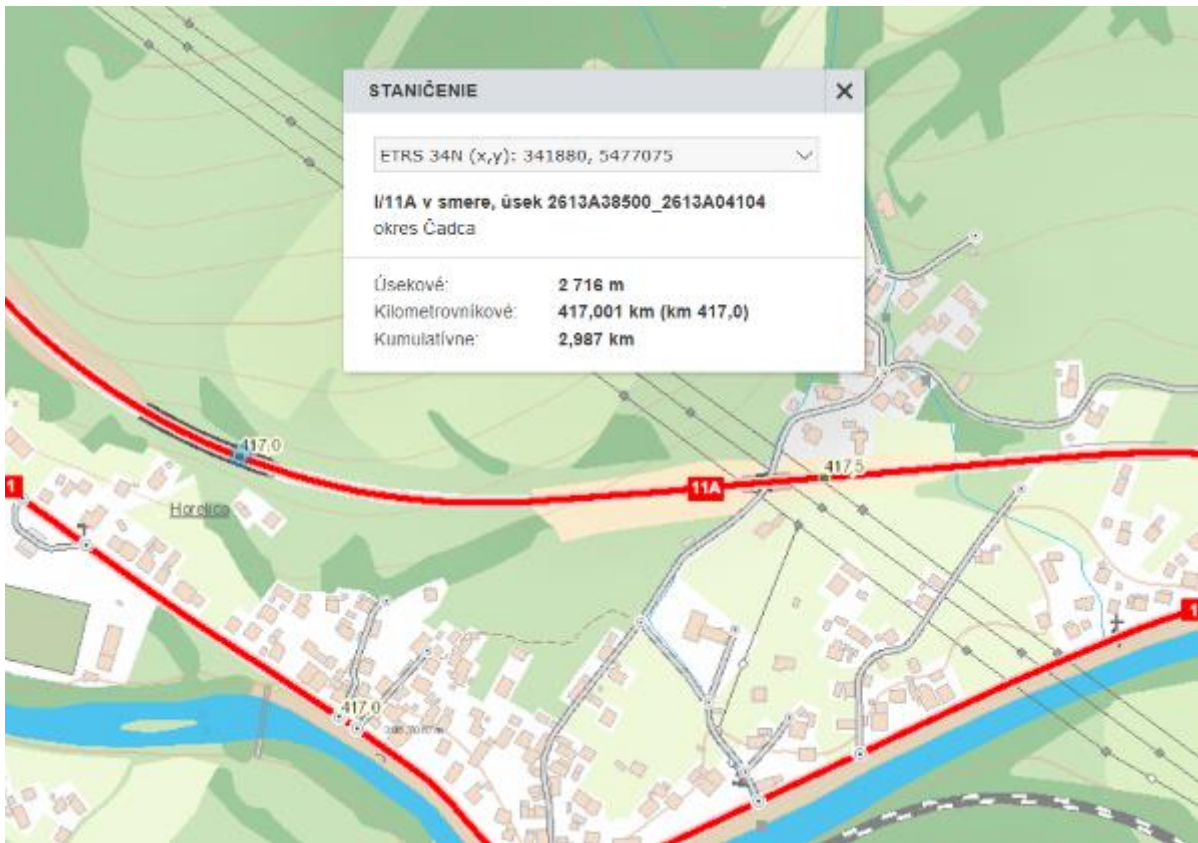 STANIČENIE
ETRS 34N (x,y): 341880, 5477075
I/11A v smere, úsek 2613A38500_2613A04104
okres Čadca
Úsekové: 2 716 m
Kilometrovníkové: 417,001 km (km 417,0)
Kumulatívne: 2,987 km
417,0
417,5
1
11A
Horelica
1
417,0